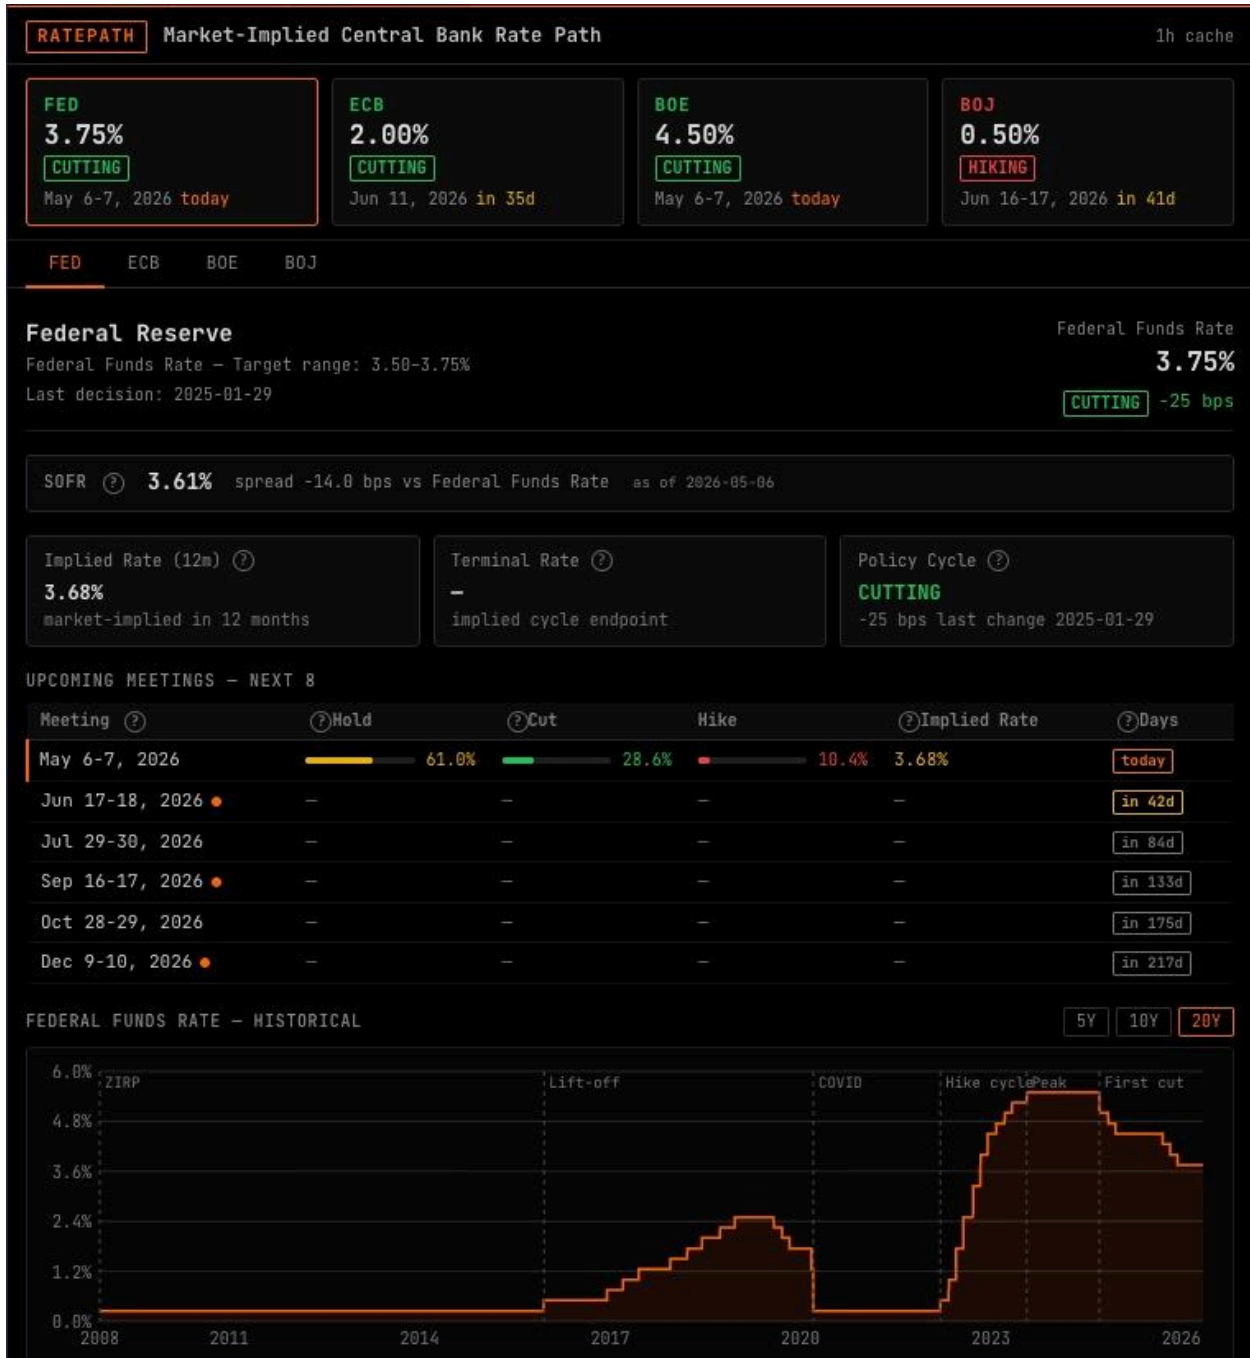 RATEPATH Market-Implied Central Bank Rate Path 1h cache
FED ECB BOE BOJ
3.75% 2.00% 4.50% 0.50%
CUTTING CUTTING CUTTING HIKING
May 6-7, 2026 today Jun 11, 2026 in 35d May 6-7, 2026 today Jun 16-17, 2026 in 41d
FED ECB BOE BOJ
Federal Reserve Federal Funds Rate
Federal Funds Rate — Target range: 3.50–3.75% 3.75%
Last decision: 2025-01-29 CUTTING -25 bps
SOFR ? 3.61% spread -14.0 bps vs Federal Funds Rate as of 2026-05-06
Implied Rate (12m) ? Terminal Rate ? Policy Cycle ?
3.68% — CUTTING
market-implied in 12 months implied cycle endpoint -25 bps last change 2025-01-29
UPCOMING MEETINGS — NEXT 8
Meeting ? ?Hold ?Cut Hike ?Implied Rate ?Days
May 6-7, 2026 61.0% 28.6% 10.4% 3.68% today
Jun 17-18, 2026 — — — — in 42d
Jul 29-30, 2026 — — — — in 84d
Sep 16-17, 2026 — — — — in 133d
Oct 28-29, 2026 — — — — in 175d
Dec 9-10, 2026 — — — — in 217d
FEDERAL FUNDS RATE — HISTORICAL 5Y 10Y 20Y
6.0%
ZIRP Lift-off COVID Hike cycle Peak First cut
4.8%
3.6%
2.4%
1.2%
0.0%
2008 2011 2014 2017 2020 2023 2026